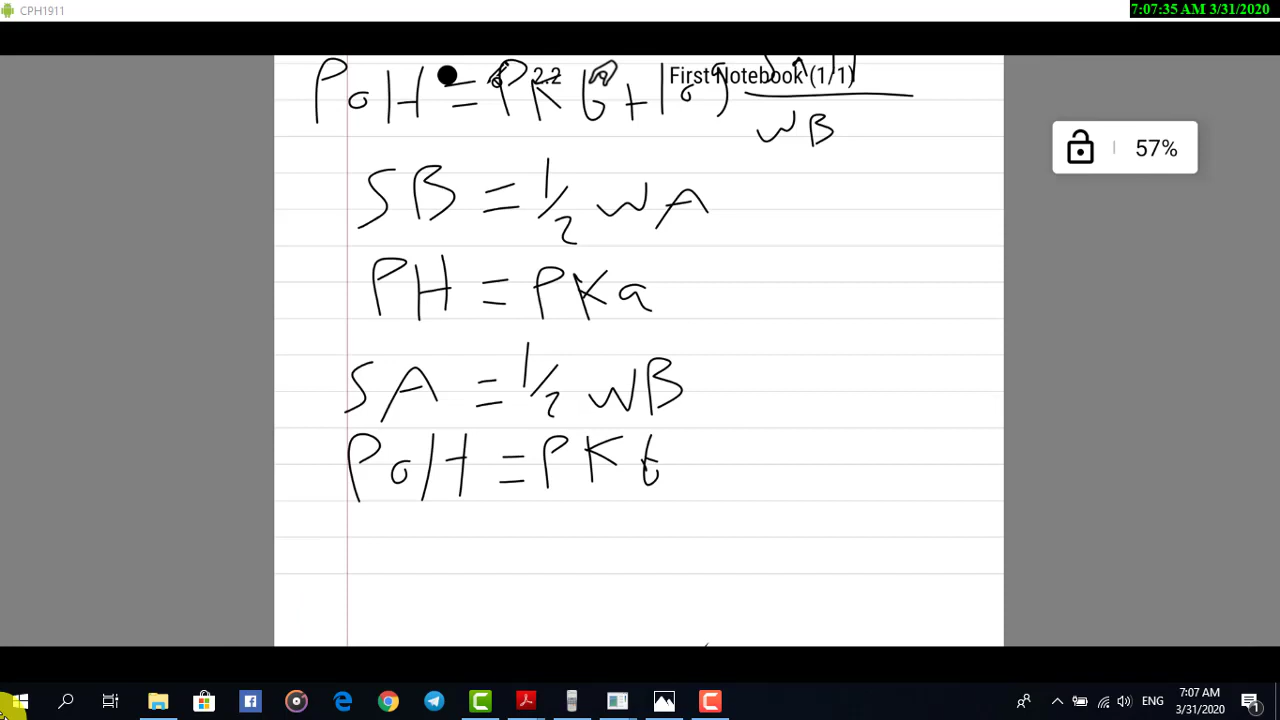 CPH1911
7:07:35 AM 3/31/2020
First Notebook (1/1)
POH = PKb + log
WB
57%
SB = 1/2 WA
PH = PKa
SA = 1/2 WB
POH = PKb
ENG
7:07 AM
3/31/2020